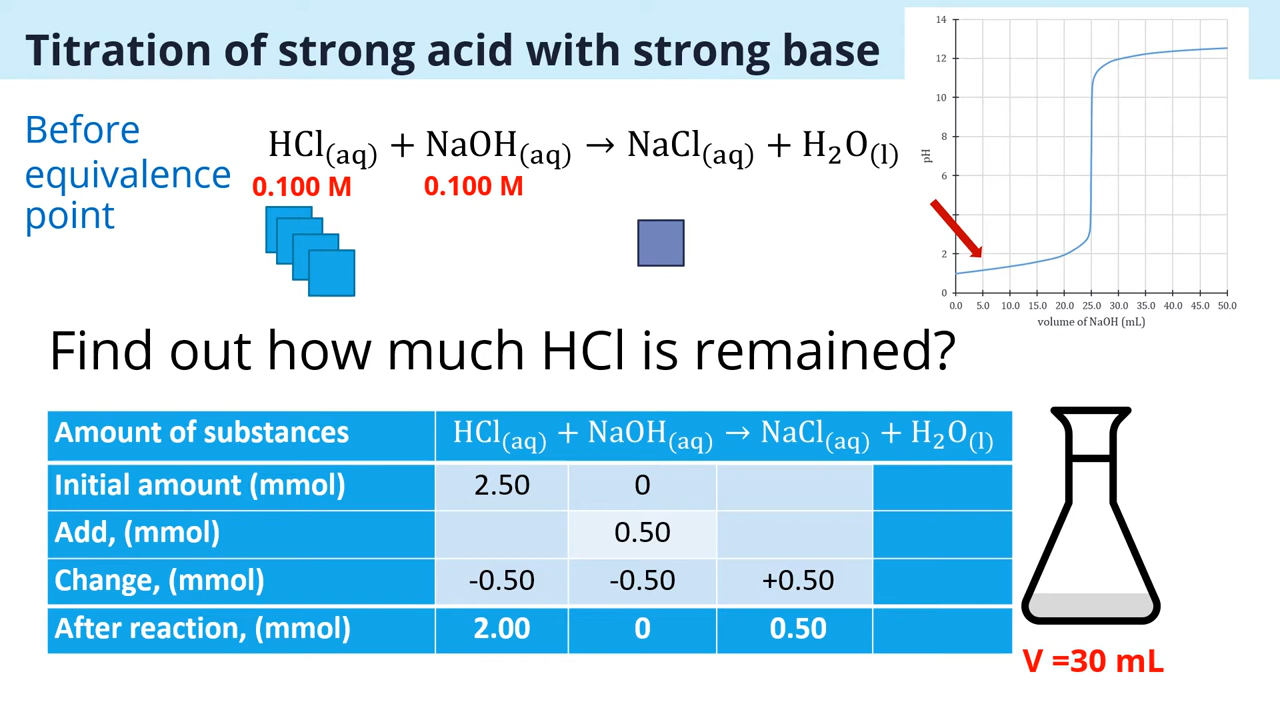 Titration of strong acid with strong base
Before
equivalence
point
HCl(aq) + NaOH(aq) → NaCl(aq) + H₂O(l)
0.100 M 0.100 M
14
12
10
8
6
2
0
pH
0.0 5.0 10.0 15.0 20.0 25.0 30.0 35.0 40.0 45.0 50.0
volume of NaOH (mL)
Find out how much HCl is remained?
Amount of substances HCl(aq) + NaOH(aq) → NaCl(aq) + H₂O(l)
Initial amount (mmol) 2.50 0
Add, (mmol) 0.50
Change, (mmol) -0.50 -0.50 +0.50
After reaction, (mmol) 2.00 0 0.50
V =30 mL